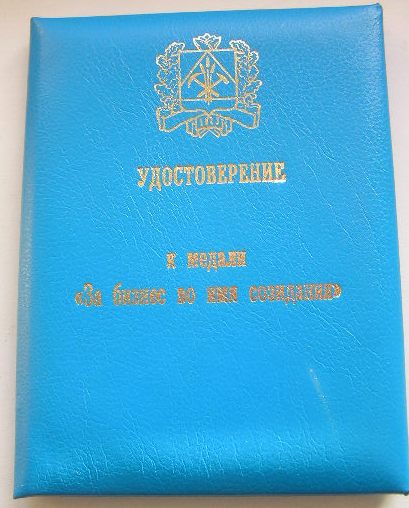 УДОСТОВЕРЕНИЕ
к медали
«За бизнес во имя созидания»